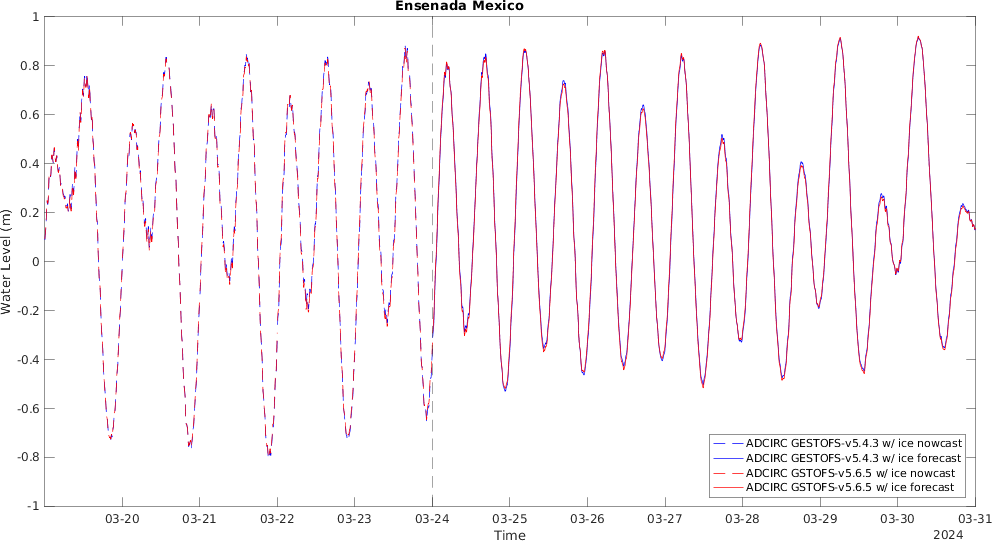 Ensenada Mexico
Water Level (m)
1
0.8
0.6
0.4
0.2
0
-0.2
-0.4
-0.6
-0.8
-1
ADCIRC GESTOFS-v5.4.3 w/ ice nowcast
ADCIRC GESTOFS-v5.4.3 w/ ice forecast
ADCIRC GSTOFS-v5.6.5 w/ ice nowcast
ADCIRC GSTOFS-v5.6.5 w/ ice forecast
03-20 03-21 03-22 03-23 03-24 03-25 03-26 03-27 03-28 03-29 03-30 03-31
Time
2024